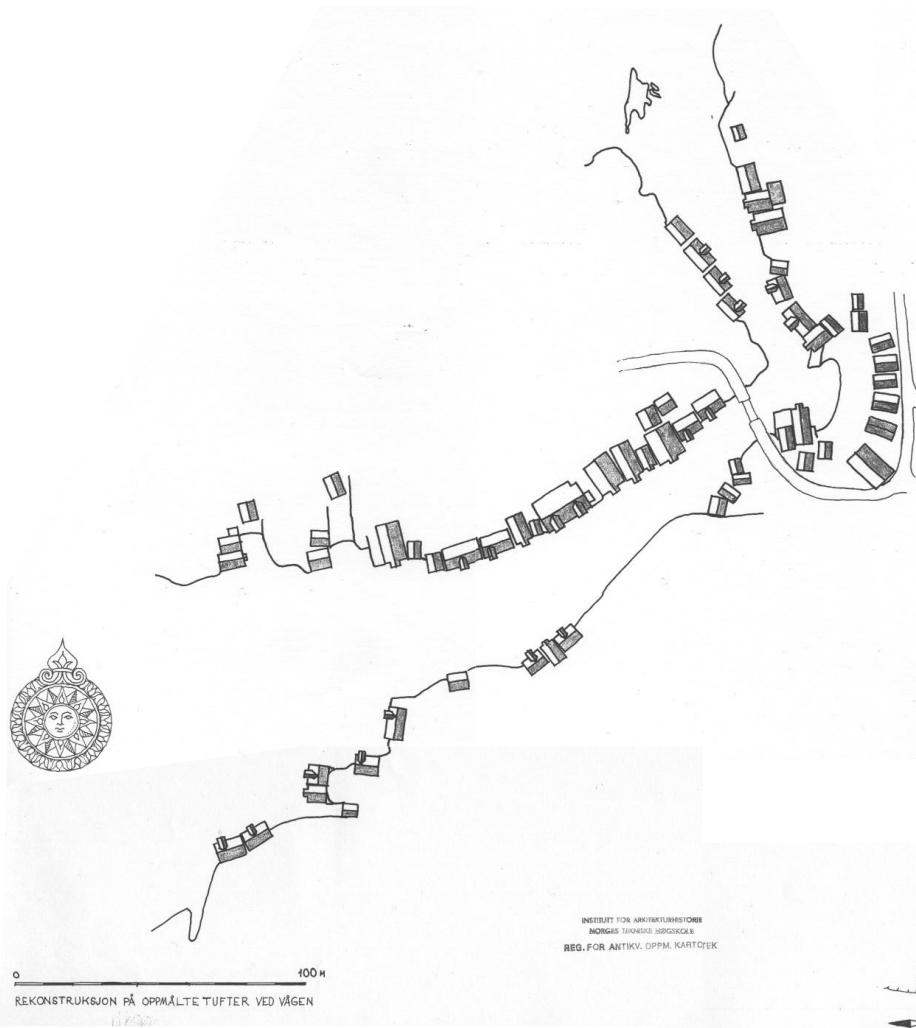 INSTITUTT FOR ARKITEKTURHISTORIE
NORGES TEKNISKE HØGSKOLE
REG. FOR ANTIKV. OPPM. KARTOTEK
0 100 M
REKONSTRUKSJON PÅ OPPMÅLTE TUFTER VED VÅGEN